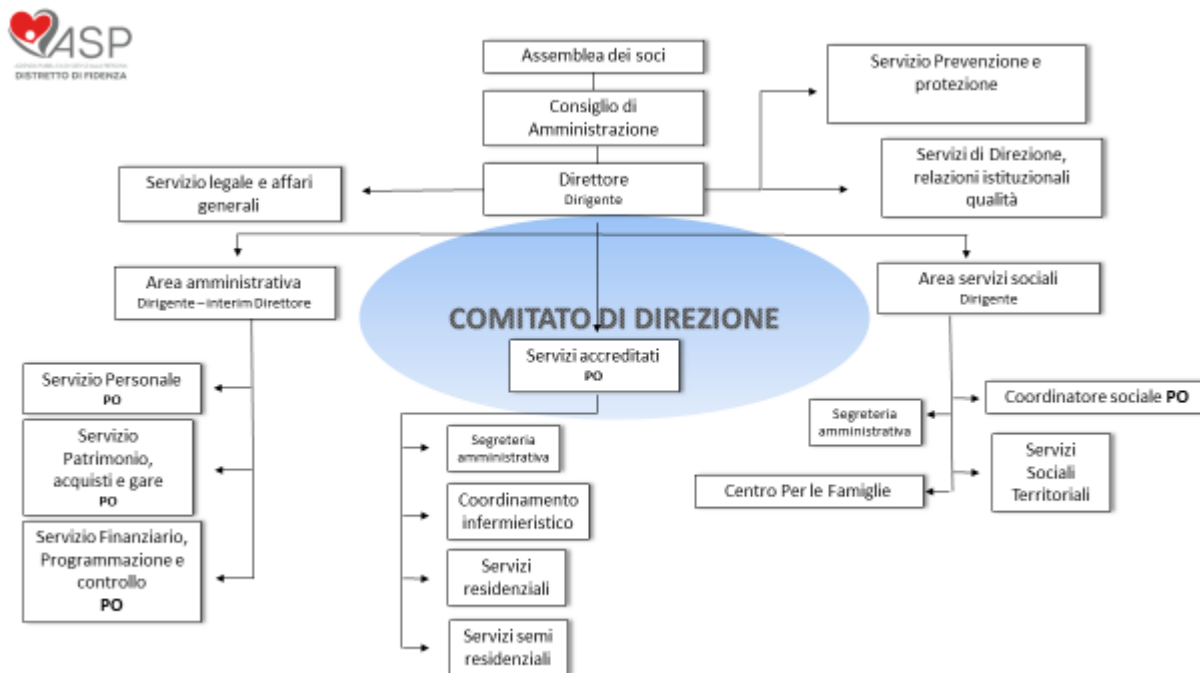 ASP
DISTRETTO DI FIDENZA
Assemblea dei soci
Consiglio di
Amministrazione
Direttore
Dirigente
Servizio Prevenzione e
protezione
Servizi di Direzione,
relazioni istituzionali
qualità
Servizio legale e affari
generali
Area amministrativa
Dirigente – interim Direttore
COMITATO DI DIREZIONE
Servizi accreditati
PO
Area servizi sociali
Dirigente
Servizio Personale
PO
Servizio
Patrimonio,
acquisti e gare
PO
Servizio Finanziario,
Programmazione e
controllo
PO
Segreteria
amministrativa
Coordinamento
infermieristico
Servizi
residenziali
Servizi semi
residenziali
Segreteria
amministrativa
Centro Per le Famiglie
Coordinatore sociale PO
Servizi
Sociali
Territoriali